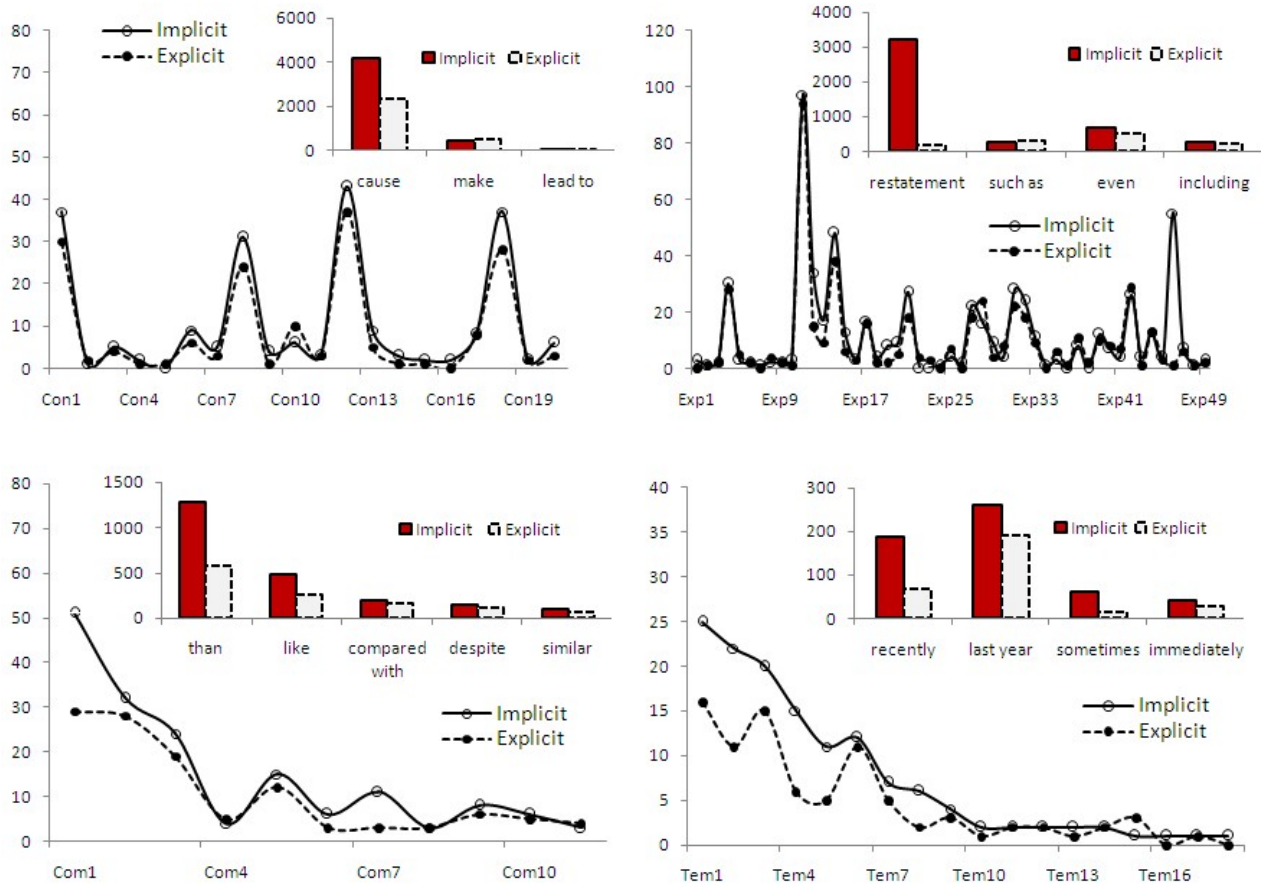 80
70
60
50
40
30
20
10
0
Implicit
Explicit
6000
4000
2000
0
Implicit Explicit
cause make lead to
Con1 Con4 Con7 Con10 Con13 Con16 Con19
120
100
80
60
40
20
0
4000
3000
2000
1000
0
Implicit Explicit
restatement such as even including
Implicit
Explicit
Exp1 Exp9 Exp17 Exp25 Exp33 Exp41 Exp49
80
70
60
50
40
30
20
10
0
1500
1000
500
0
Implicit Explicit
than like compared with despite similar
Implicit
Explicit
Com1 Com4 Com7 Com10
40
35
30
25
20
15
10
5
0
300
200
100
0
Implicit Explicit
recently last year sometimes immediately
Implicit
Explicit
Tem1 Tem4 Tem7 Tem10 Tem13 Tem16